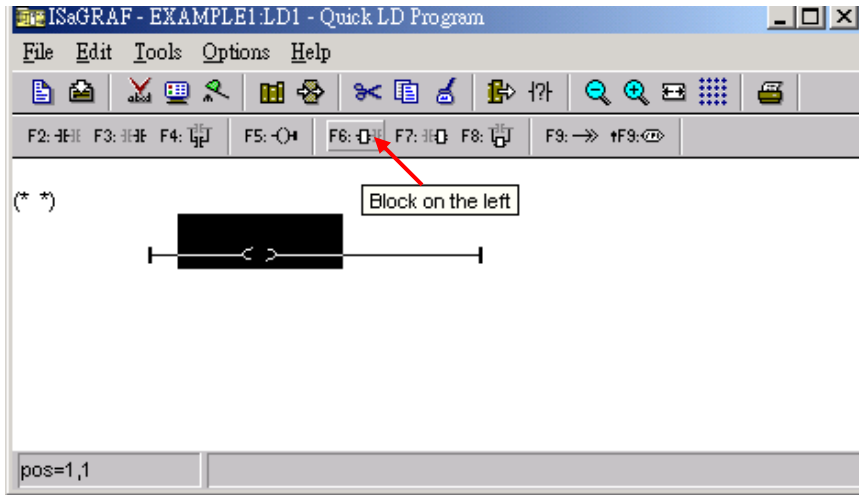 ISaGRAF - EXAMPLE1:LD1 - Quick LD Program
File Edit Tools Options Help
F2: F3: F4: F5: F6: F7: F8: F9: F9:
Block on the left
(* *)
pos=1,1